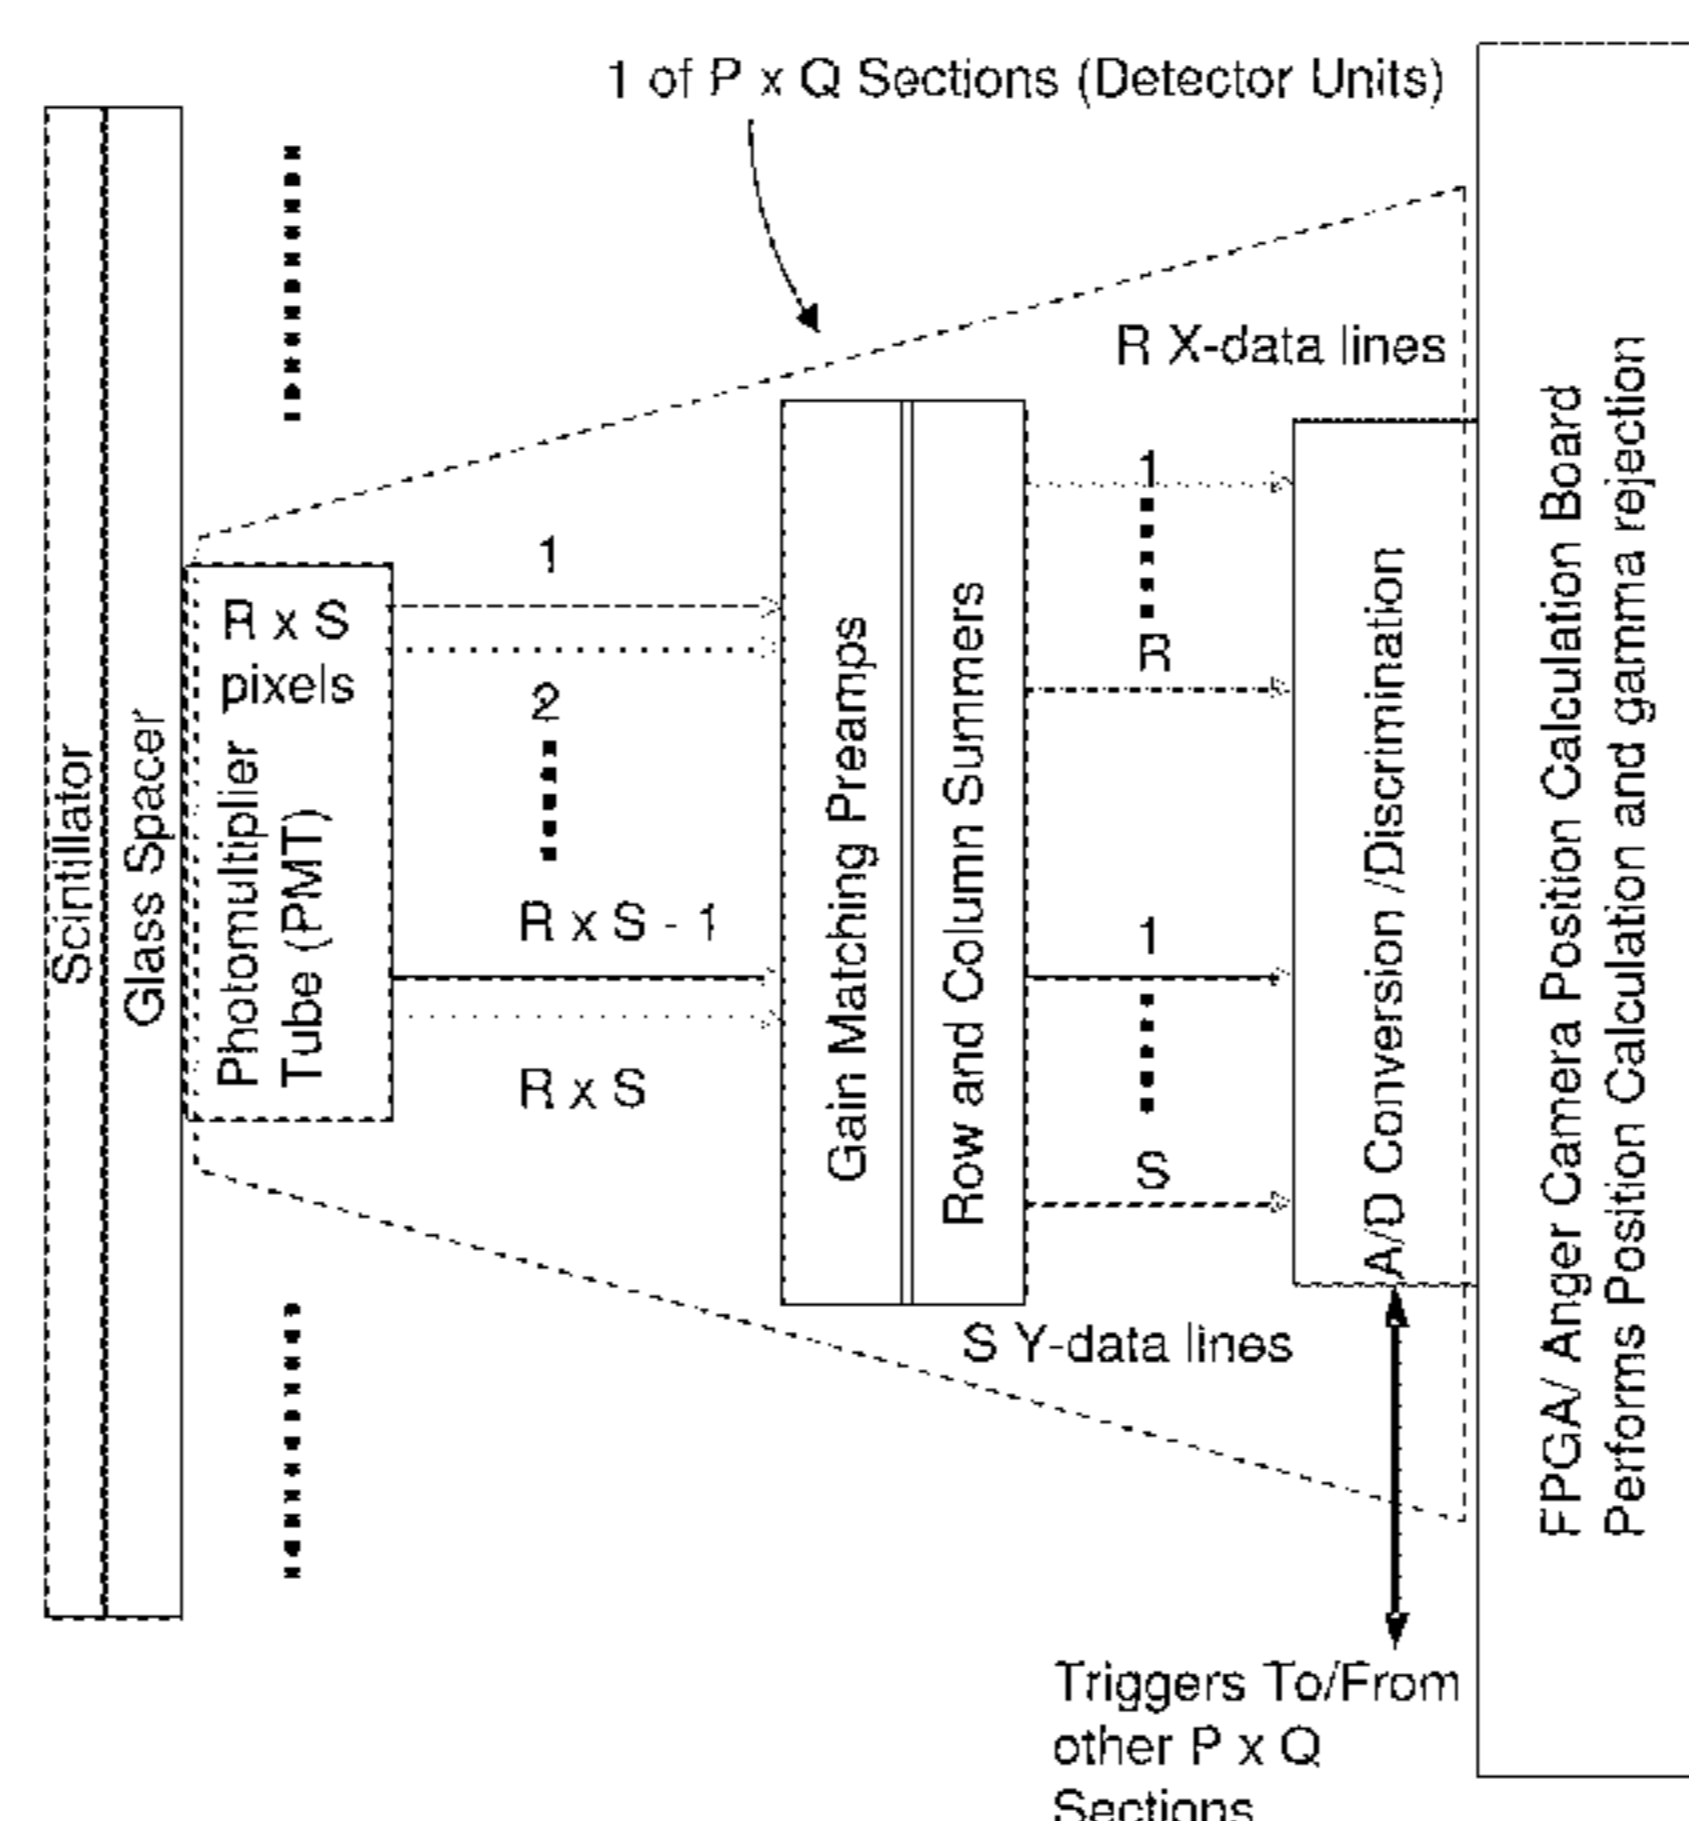 1 of P x Q Sections (Detector Units)
R X-data lines
Scintillator
Glass Spacer
R x S
pixels
Photomultiplier
Tube (PMT)
1
2
R x S - 1
R x S
Gain Matching Preamps
Row and Column Summers
1
R
1
S
S Y-data lines
A/D Conversion /Discrimination
FPGA/ Anger Camera Position Calculation Board
Performs Position Calculation and gamma rejection
Triggers To/From
other P x Q
Sections